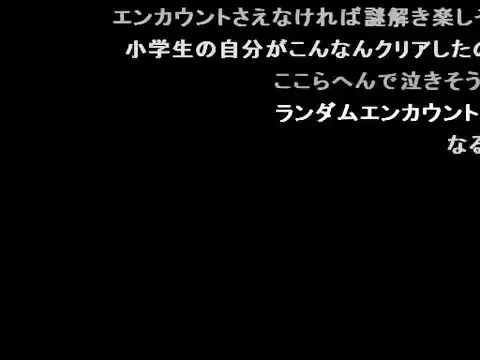 エンカウントさえなければ謎解き楽し
小学生の自分がこんなんクリアした
ここらへんで泣きそう
ランダムエンカウント
なる